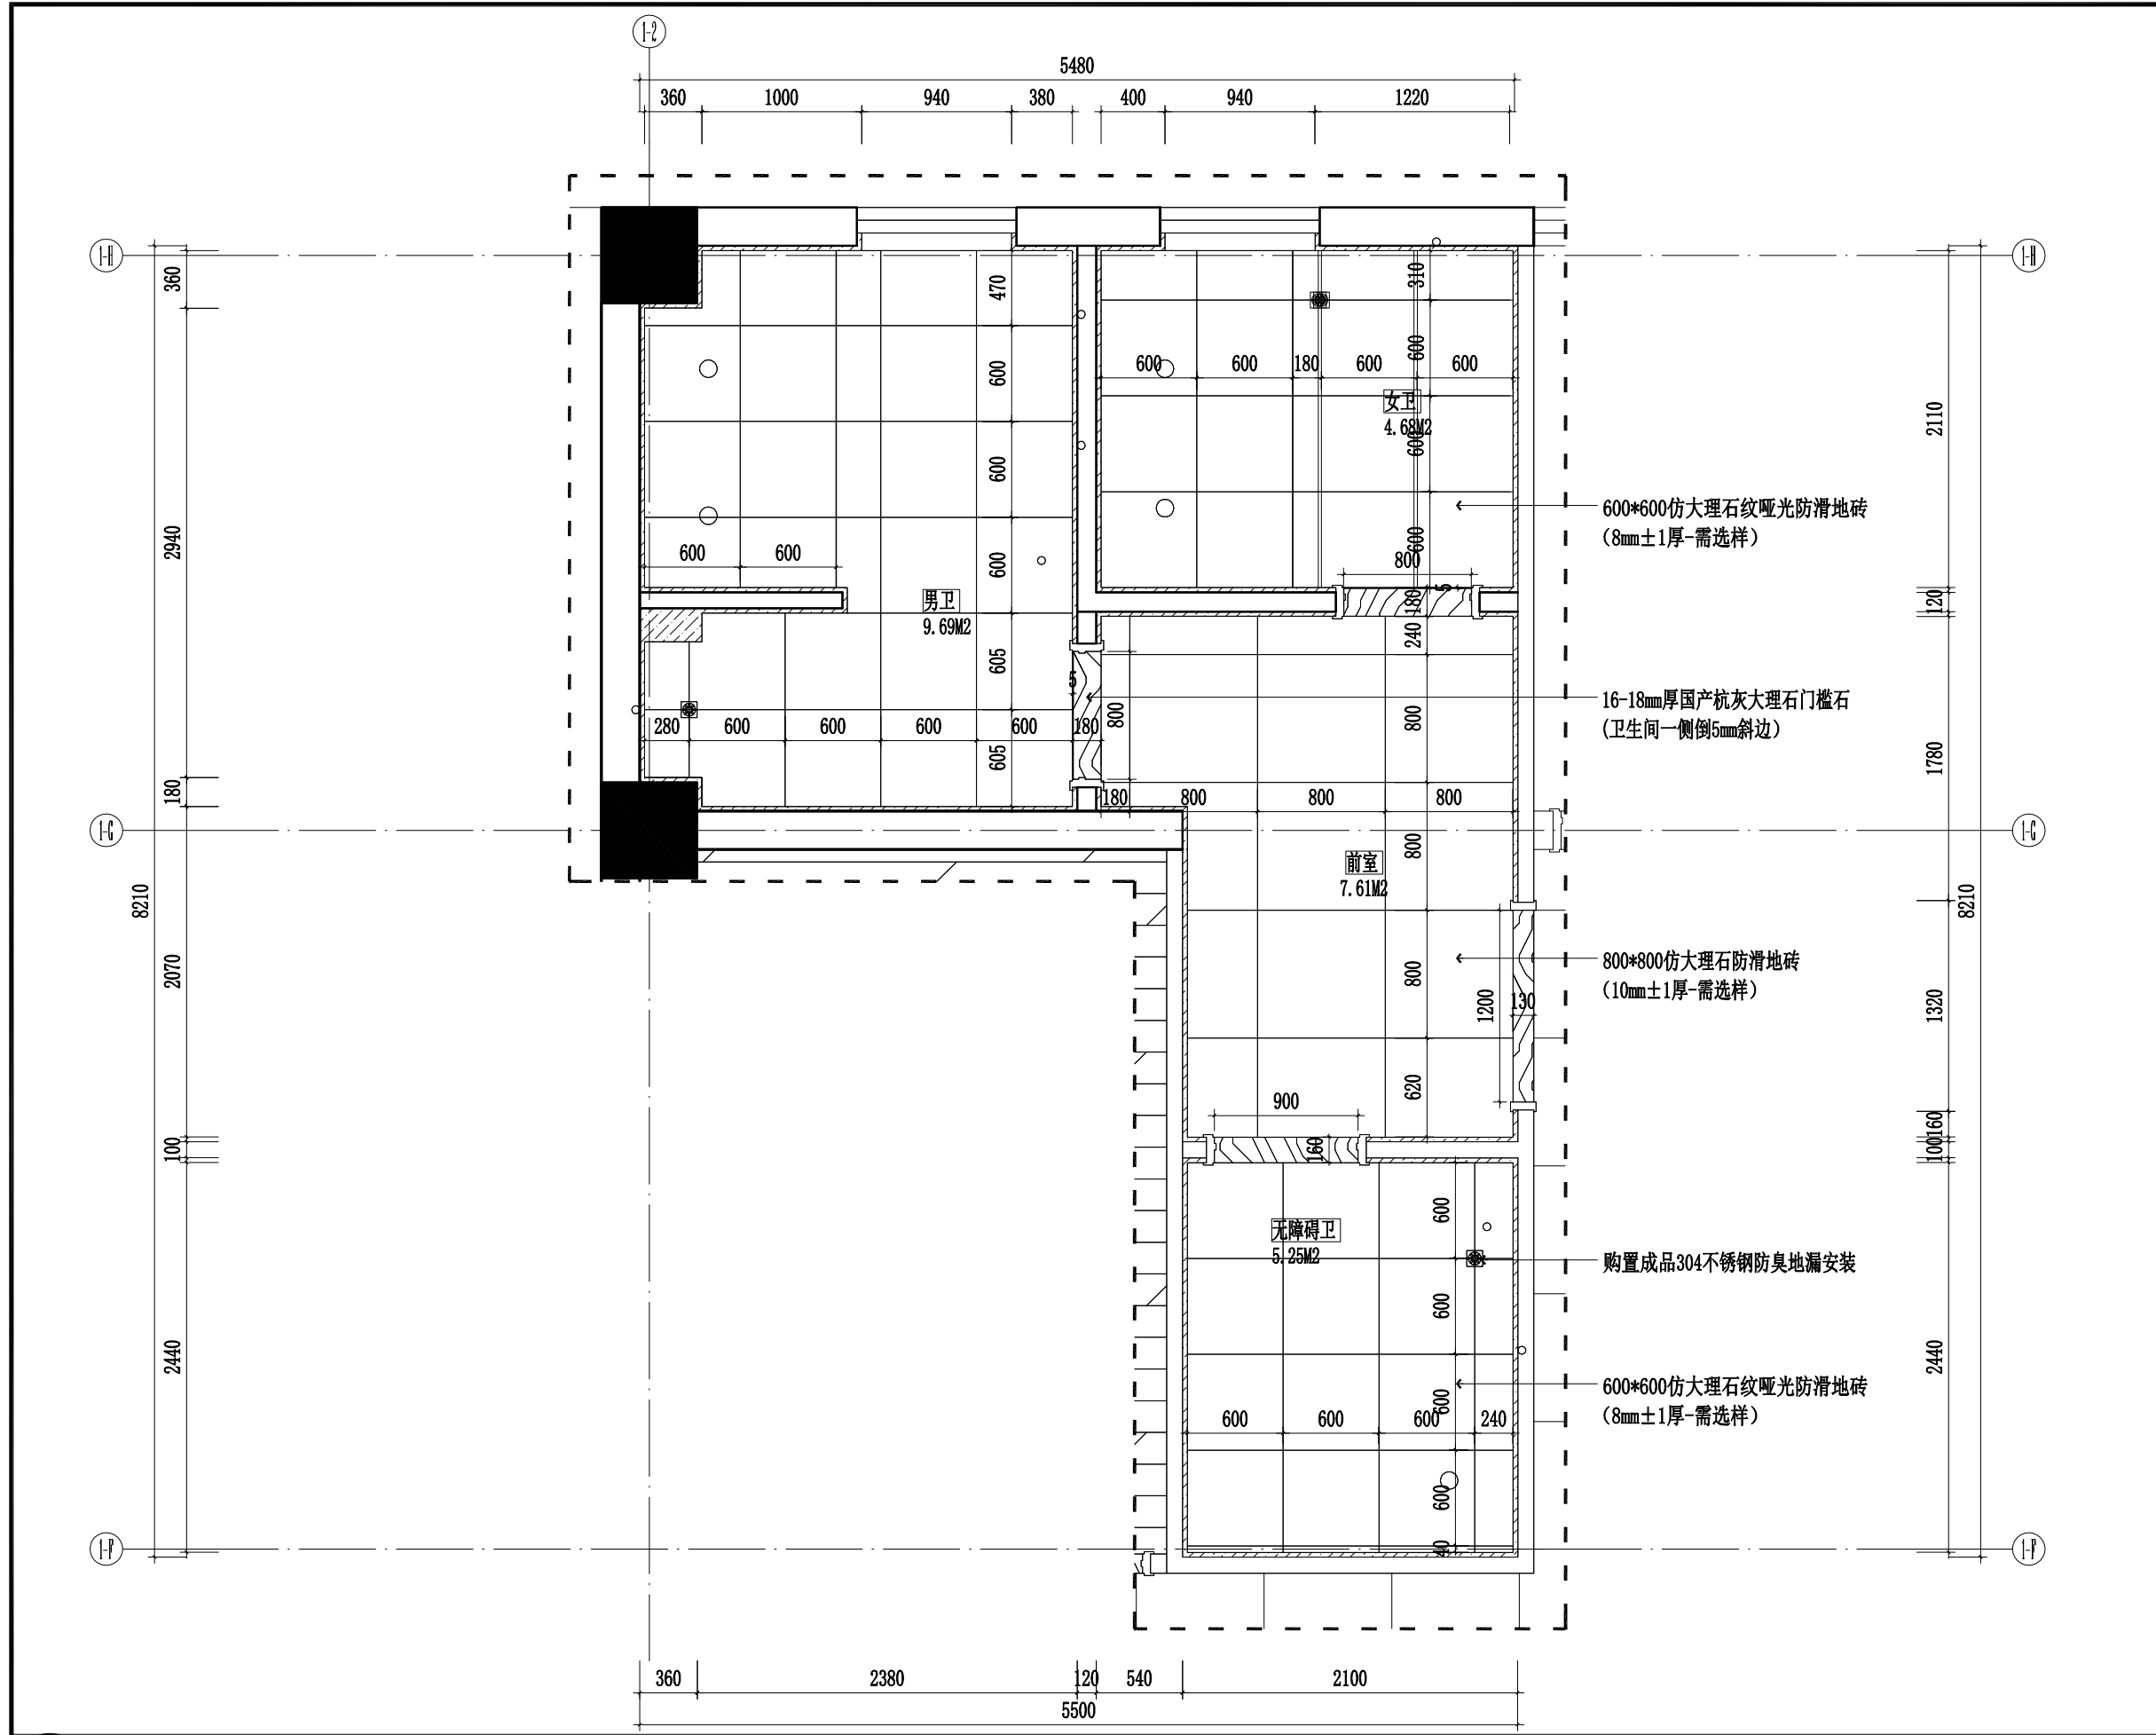 1-2
5480
360 1000 940 380 400 940 1220
1-H
1-H
360
470
310
600
600 600 180 600 600
600
女卫
4.68M2
600
2110
600
600*600仿大理石纹哑光防滑地砖
(8mm±1厚-需选样)
2940
600 600
600
600
800
5
男卫
9.69M2
180
120
240
605
5
16-18mm厚国产杭灰大理石门槛石
(卫生间一侧倒5mm斜边)
280 600 600 600 600 180
800
800
605
1780
180
180 800 800 800
1-G
1-G
800
前室
7.61M2
8210
8210
2070
800
800*800仿大理石防滑地砖
(10mm±1厚-需选样)
1200
130
1320
620
900
160
100
160
100
600
无障碍卫
5.25M2
购置成品304不锈钢防臭地漏安装
600
2440
2440
600
600*600仿大理石纹哑光防滑地砖
(8mm±1厚-需选样)
600 600 600 240
600
40
1-F
1-F
360 2380 120 540 2100
5500